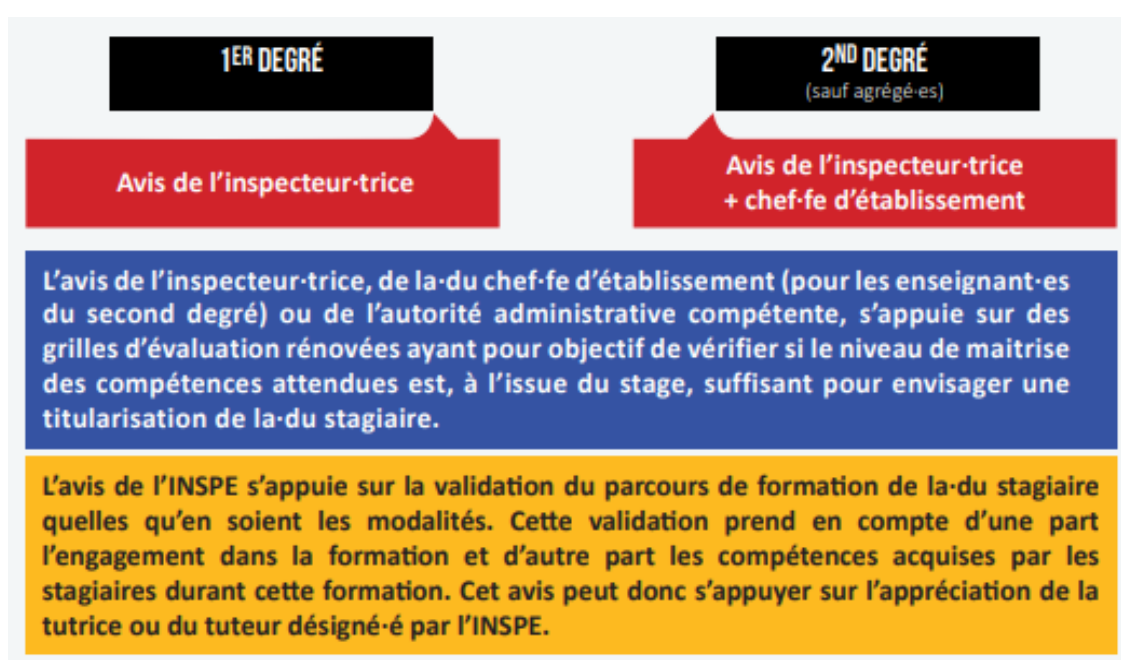 1ER DEGRÉ
2ND DEGRÉ
(sauf agrégé·es)
Avis de l’inspecteur·trice
Avis de l’inspecteur·trice
+ chef·fe d’établissement
L’avis de l’inspecteur·trice, de la·du chef·fe d’établissement (pour les enseignant·es
du second degré) ou de l’autorité administrative compétente, s’appuie sur des
grilles d’évaluation rénovées ayant pour objectif de vérifier si le niveau de maitrise
des compétences attendues est, à l’issue du stage, suffisant pour envisager une
titularisation de la·du stagiaire.
L’avis de l’INSPE s’appuie sur la validation du parcours de formation de la·du stagiaire
quelles qu’en soient les modalités. Cette validation prend en compte d’une part
l’engagement dans la formation et d’autre part les compétences acquises par les
stagiaires durant cette formation. Cet avis peut donc s’appuyer sur l’appréciation de la
tutrice ou du tuteur désigné·é par l’INSPE.